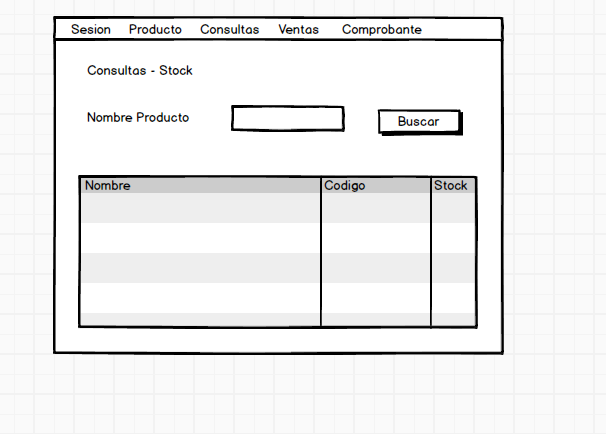 Sesion Producto Consultas Ventas Comprobante
Consultas - Stock
Nombre Producto Buscar
Nombre Codigo Stock